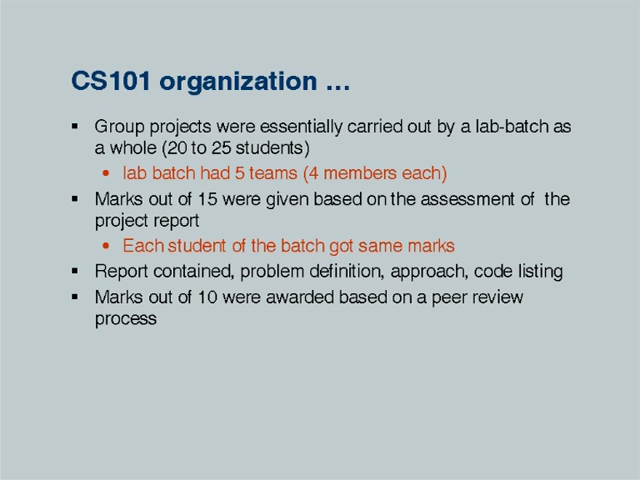 CS101 organization …
▪ Group projects were essentially carried out by a lab-batch as
a whole (20 to 25 students)
• lab batch had 5 teams (4 members each)
▪ Marks out of 15 were given based on the assessment of the
project report
• Each student of the batch got same marks
▪ Report contained, problem definition, approach, code listing
▪ Marks out of 10 were awarded based on a peer review
process